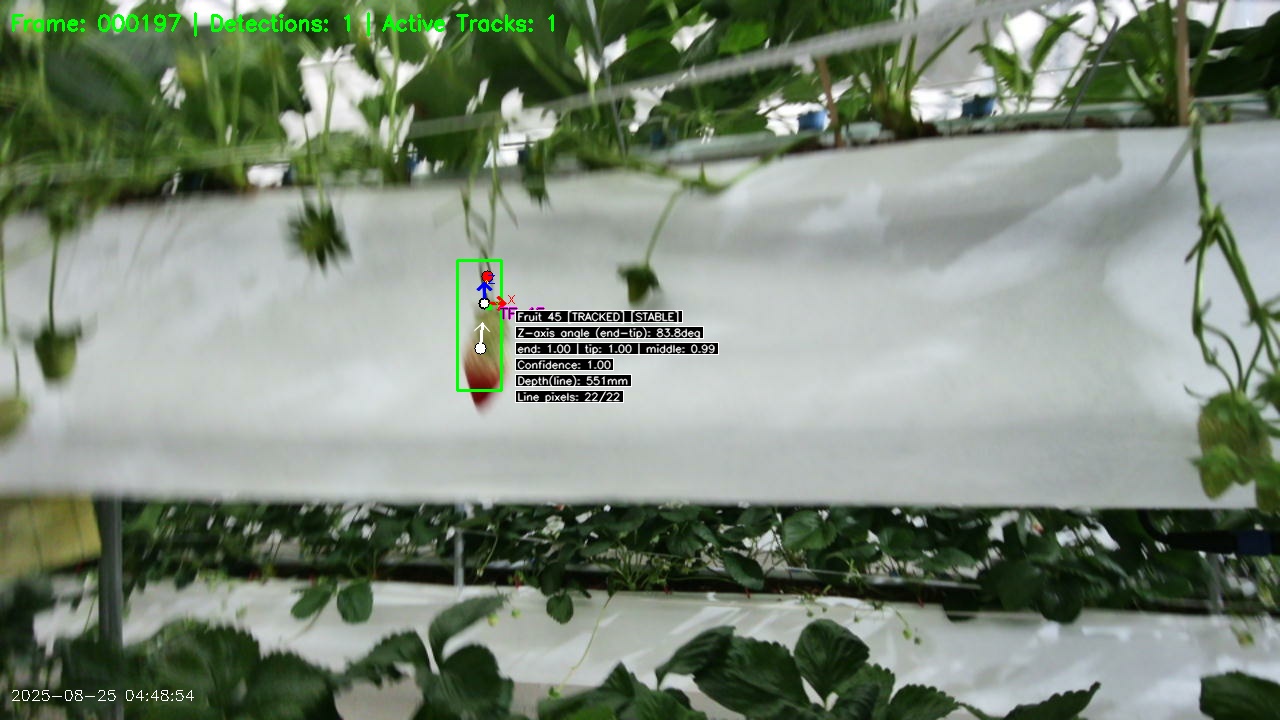 Frame: 000197 | Detections: 1 | Active Tracks: 1
Z
X
Fruit 45 [TRACKED] [STABLE]
Z-axis angle (end-tip): 83.8deg
end: 1.00 | tip: 1.00 | middle: 0.99
Confidence: 1.00
Depth(line): 551mm
Line pixels: 22/22
2025-08-25 04:48:54